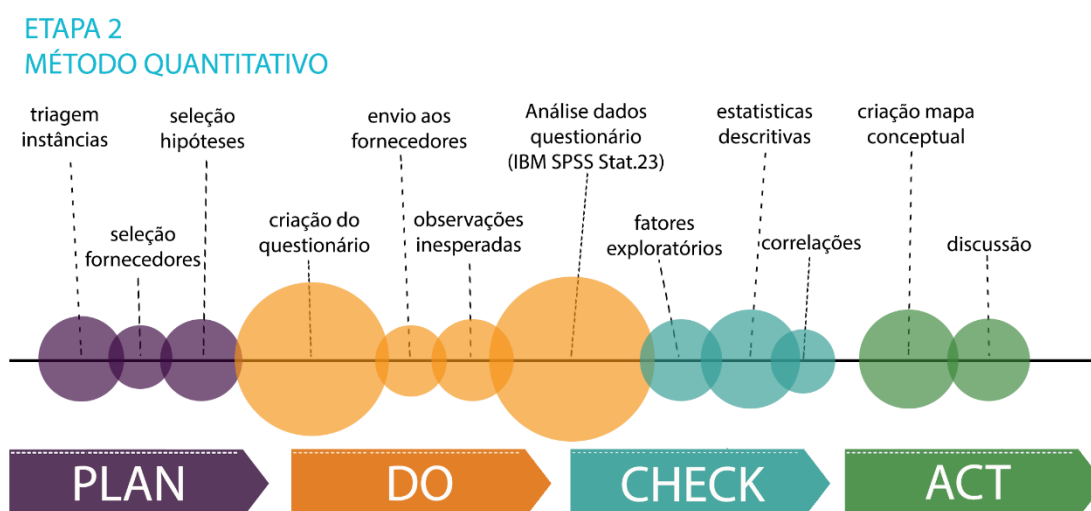 ETAPA 2
MÉTODO QUANTITATIVO
triagem
instâncias
seleção
fornecedores
seleção
hipóteses
criação do
questionário
envio aos
fornecedores
observações
inesperadas
Análise dados
questionário
(IBM SPSS Stat.23)
fatores
exploratórios
estatisticas
descritivas
correlações
criação mapa
conceptual
discussão
PLAN
DO
CHECK
ACT